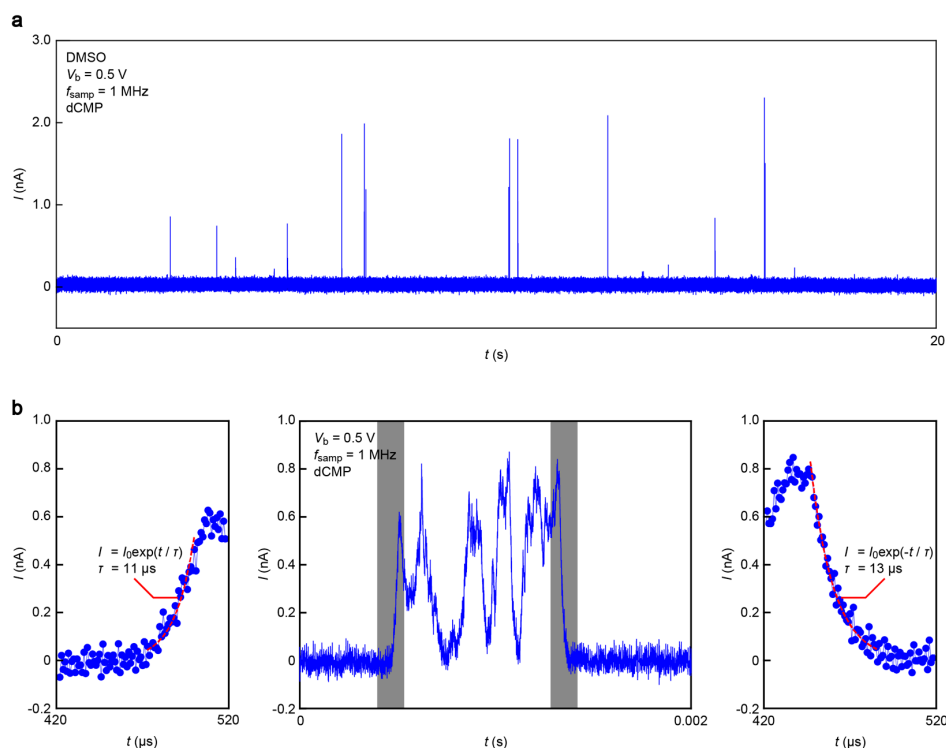 a
3.0
2.0
1.0
0
I (nA)
DMSO
V_b = 0.5 V
f_samp = 1 MHz
dCMP
0
20
t (s)
b
1.0
0.8
0.6
0.4
0.2
0
-0.2
I (nA)
I = I₀exp(t / τ)
τ = 11 µs
420
520
t (µs)
1.0
0.8
0.6
0.4
0.2
0
-0.2
I (nA)
V_b = 0.5 V
f_samp = 1 MHz
dCMP
0
0.002
t (s)
1.0
0.8
0.6
0.4
0.2
0
-0.2
I (nA)
I = I₀exp(-t / τ)
τ = 13 µs
420
520
t (µs)